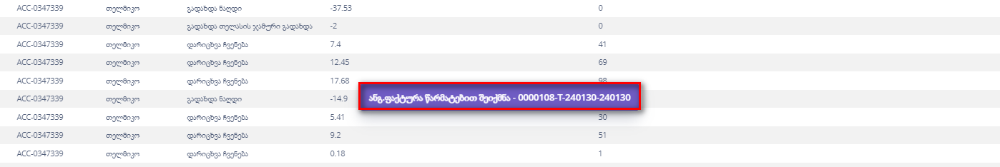 ACC-0347339 თელმიკო გადახდა ნაღდი -37.53 0
ACC-0347339 თელმიკო გადახდა თელასის ჯამური გადახდა -2 0
ACC-0347339 თელმიკო დარიცხვა ჩვენება 7.4 41
ACC-0347339 თელმიკო დარიცხვა ჩვენება 12.45 69
ACC-0347339 თელმიკო დარიცხვა ჩვენება 17.68 98
ანგ.ფაქტურა წარმატებით შეიქმნა - 0000108-T-240130-240130
ACC-0347339 თელმიკო გადახდა ნაღდი -14.9
ACC-0347339 თელმიკო დარიცხვა ჩვენება 5.41 30
ACC-0347339 თელმიკო დარიცხვა ჩვენება 9.2 51
ACC-0347339 თელმიკო დარიცხვა ჩვენება 0.18 1